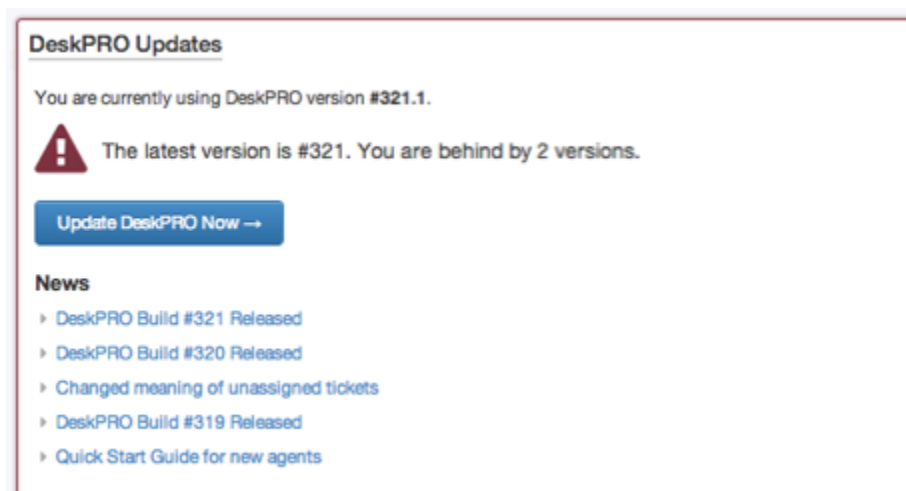 DeskPRO Updates
You are currently using DeskPRO version #321.1.
The latest version is #321. You are behind by 2 versions.
Update DeskPRO Now →
News
DeskPRO Build #321 Released
DeskPRO Build #320 Released
Changed meaning of unassigned tickets
DeskPRO Build #319 Released
Quick Start Guide for new agents